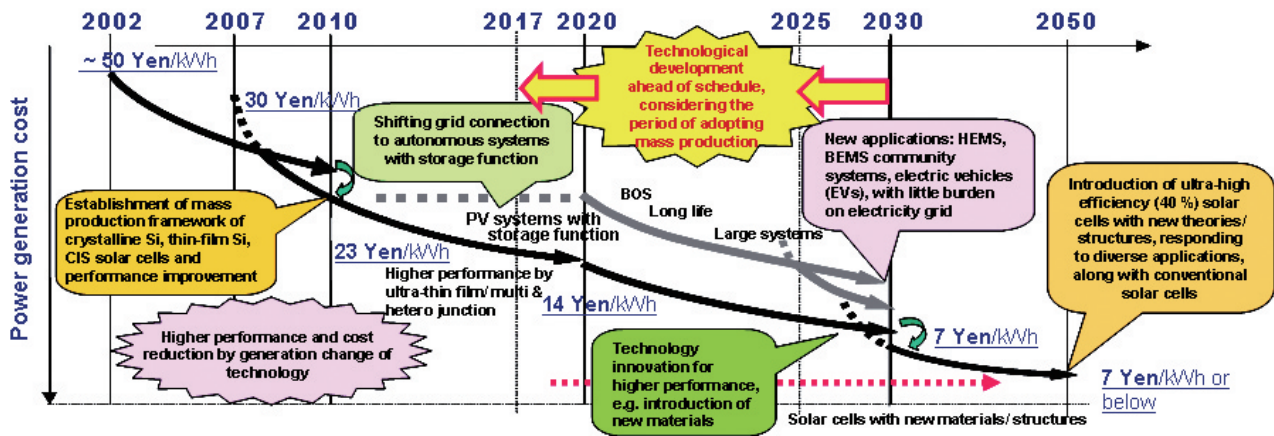 2002 2007 2010 2017 2020 2025 2030 2050
Power generation cost
~ 50 Yen/kWh
30 Yen/kWh
Shifting grid connection
to autonomous systems
with storage function
Technological
development
ahead of schedule,
considering the
period of adopting
mass production
New applications: HEMS,
BEMS community
systems, electric vehicles
(EVs), with little burden
on electricity grid
Introduction of ultra-high
efficiency (40 %) solar
cells with new theories/
structures, responding
to diverse applications,
along with conventional
solar cells
Establishment of mass
production framework of
crystalline Si, thin-film Si,
CIS solar cells and
performance improvement
BOS
Long life
Large systems
PV systems with
storage function
23 Yen/kWh
Higher performance by
ultra-thin film/ multi &
hetero junction
14 Yen/kWh
Higher performance and cost
reduction by generation change of
technology
Technology
innovation for
higher performance,
e.g. introduction of
new materials
7 Yen/kWh
7 Yen/kWh or
below
Solar cells with new materials/ structures